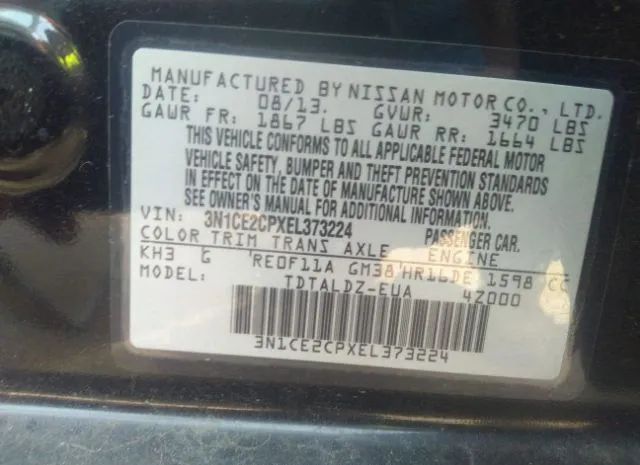 MANUFACTURED BY NISSAN MOTOR CO., LTD.
DATE: 08/13. GVWR: 3470 LBS
GAWR FR: 1867 LBS GAWR RR: 1664 LBS
THIS VEHICLE CONFORMS TO ALL APPLICABLE FEDERAL MOTOR
VEHICLE SAFETY, BUMPER AND THEFT PREVENTION STANDARDS
IN EFFECT ON THE DATE OF MANUFACTURE SHOWN ABOVE.
SEE OWNER'S MANUAL FOR ADDITIONAL INFORMATION.
VIN: 3N1CE2CPXEL373224 PASSENGER CAR.
COLOR TRIM TRANS AXLE ENGINE
KH3 G RE0F11A GM38 HR16DE 1598 CC
MODEL: TDTALDZ-EUA 4Z000
3N1CE2CPXEL373224